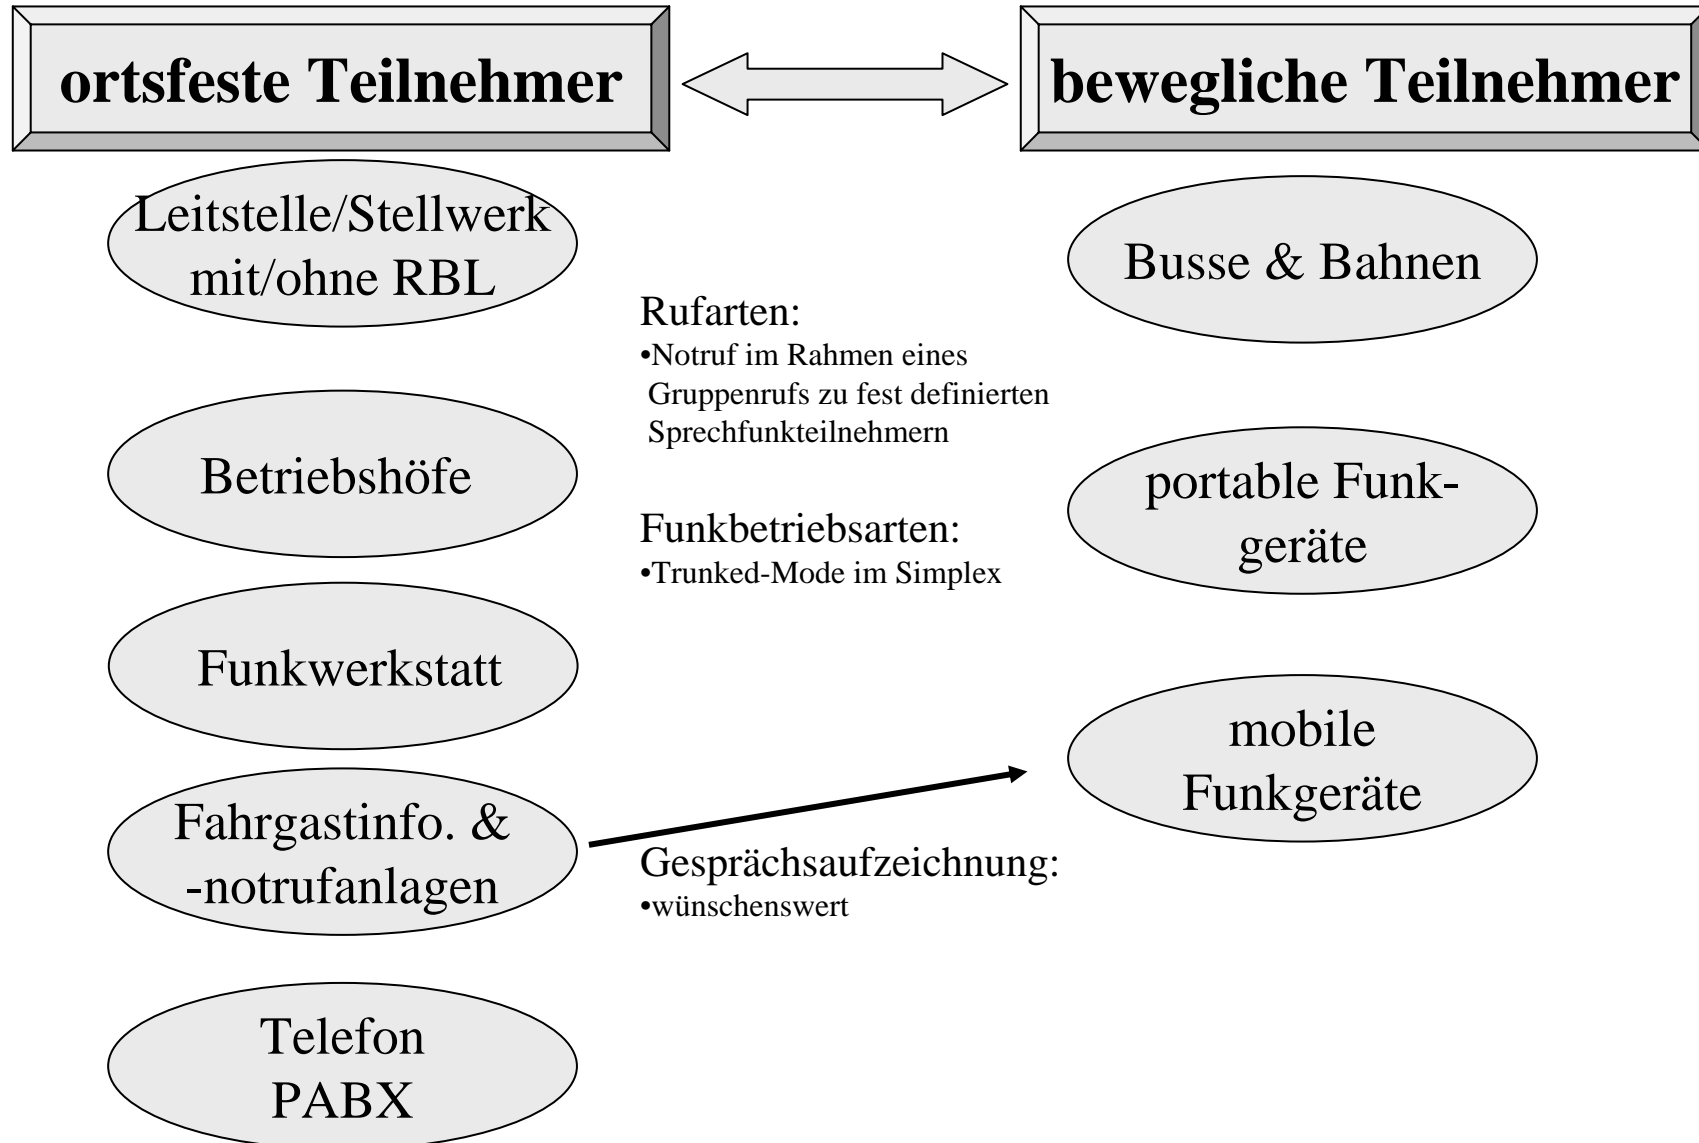 ortsfeste Teilnehmer
bewegliche Teilnehmer
Leitstelle/Stellwerk
mit/ohne RBL
Betriebshöfe
Funkwerkstatt
Fahrgastinfo. &
-notrufanlagen
Telefon
PABX
Rufarten:
•Notruf im Rahmen eines
Gruppenrufs zu fest definierten
Sprechfunkteilnehmern
Funkbetriebsarten:
•Trunked-Mode im Simplex
Gesprächsaufzeichnung:
•wünschenswert
Busse & Bahnen
portable Funk-
geräte
mobile
Funkgeräte